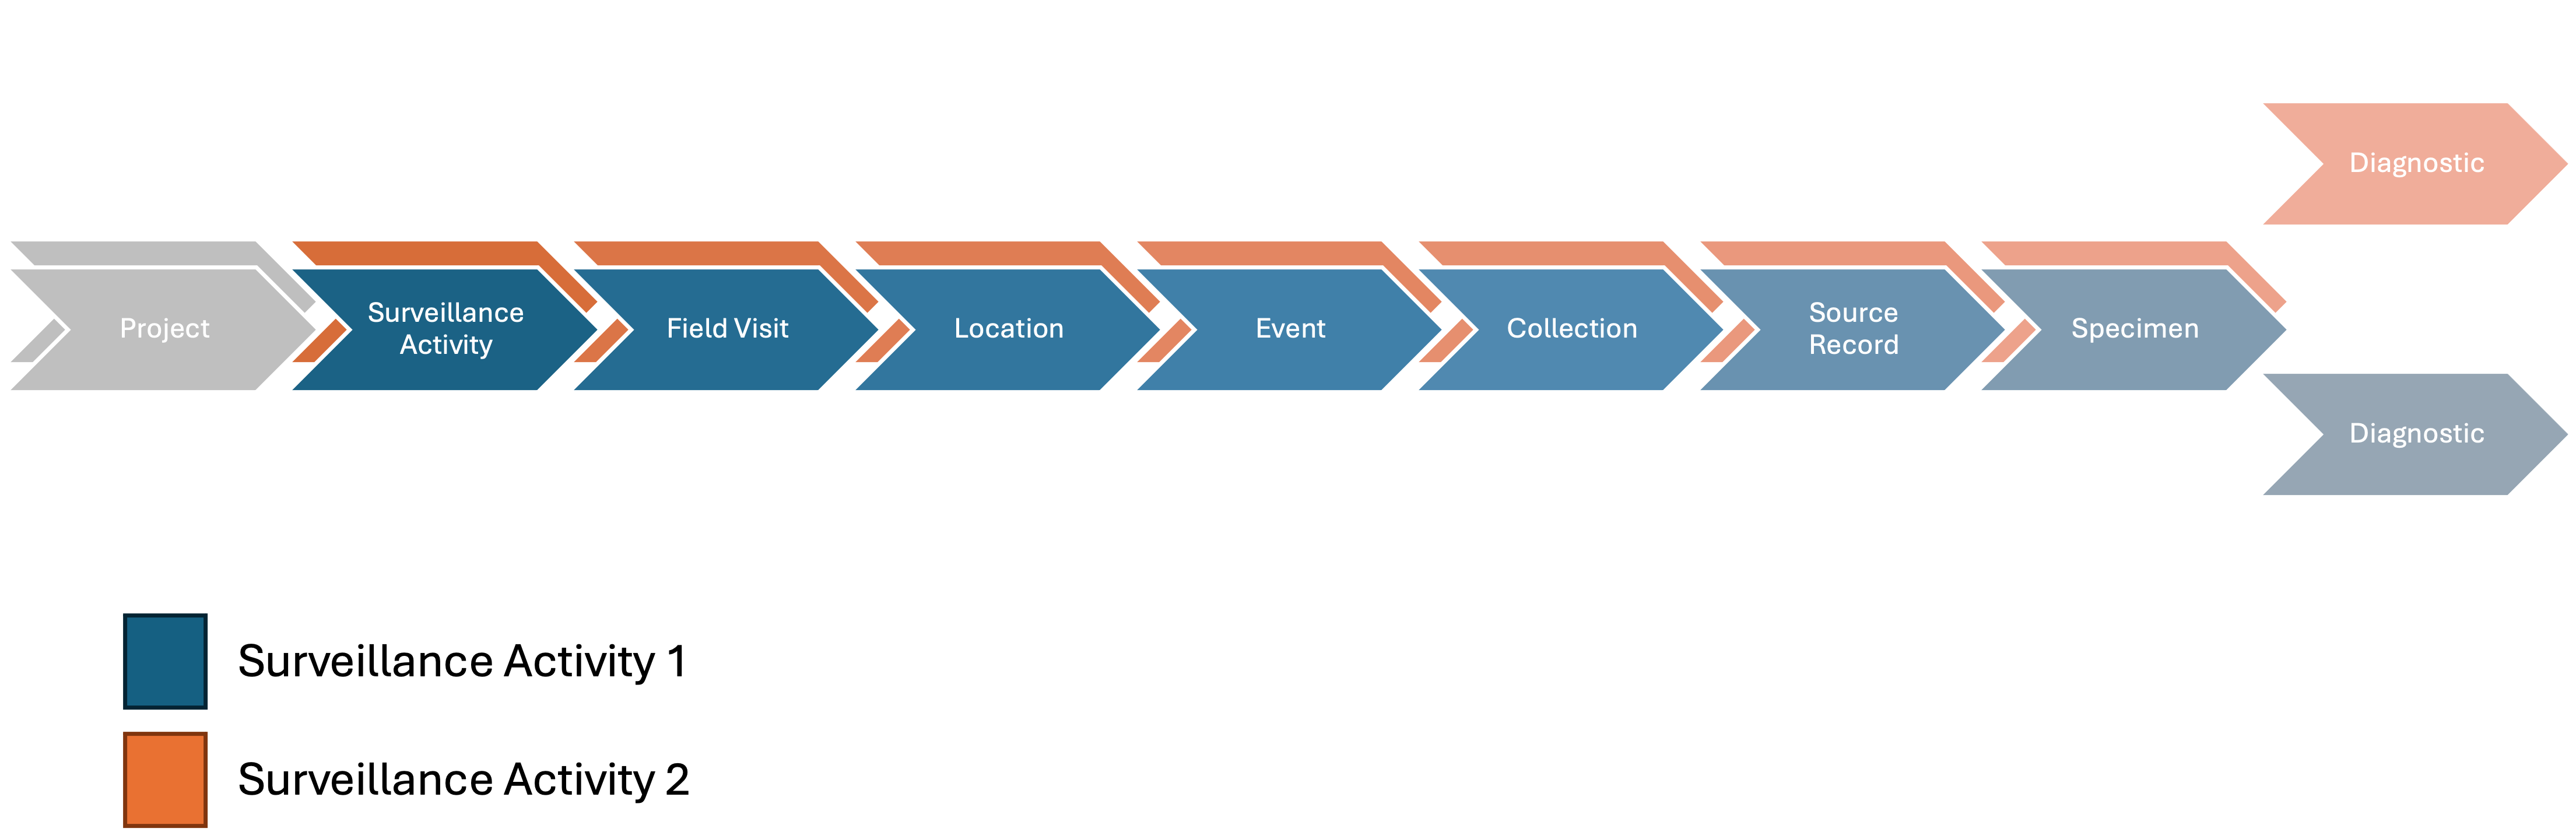 Diagnostic
Project
Surveillance
Activity
Field Visit
Location
Event
Collection
Source
Record
Specimen
Diagnostic
Surveillance Activity 1
Surveillance Activity 2